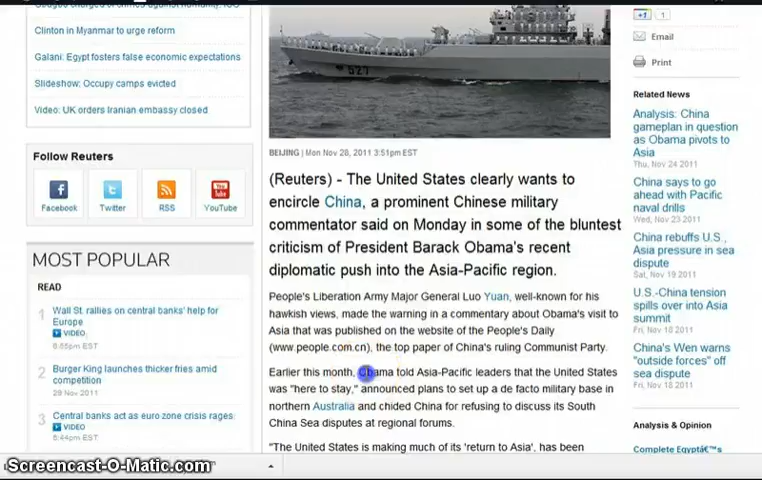 Clinton in Myanmar to urge reform
Galani: Egypt fosters false economic expectations
Slideshow: Occupy camps evicted
Video: UK orders Iranian embassy closed
Follow Reuters
Facebook
Twitter
RSS
YouTube
MOST POPULAR
READ
1 Wall St. rallies on central banks' help for
Europe
VIDEO
6:55pm EST
2 Burger King launches thicker fries amid
competition
29 Nov 2011
3 Central banks act as euro zone crisis rages
VIDEO
5:44pm EST
527
BEIJING | Mon Nov 28, 2011 3:51pm EST
(Reuters) - The United States clearly wants to
encircle China, a prominent Chinese military
commentator said on Monday in some of the bluntest
criticism of President Barack Obama's recent
diplomatic push into the Asia-Pacific region.
People's Liberation Army Major General Luo Yuan, well-known for his
hawkish views, made the warning in a commentary about Obama's visit to
Asia that was published on the website of the People's Daily
(www.people.com.cn), the top paper of China's ruling Communist Party.
Earlier this month, Obama told Asia-Pacific leaders that the United States
was "here to stay," announced plans to set up a de facto military base in
northern Australia and chided China for refusing to discuss its South
China Sea disputes at regional forums.
"The United States is making much of its 'return to Asia', has been
+1 1
Email
Print
Related News
Analysis: China
gameplan in question
as Obama pivots to
Asia
Thu, Nov 24 2011
China says to go
ahead with Pacific
naval drills
Wed, Nov 23 2011
China rebuffs U.S.,
Asia pressure in sea
dispute
Sat, Nov 19 2011
U.S.-China tension
spills over into Asia
summit
Fri, Nov 18 2011
China's Wen warns
"outside forces" off
sea dispute
Fri, Nov 18 2011
Analysis & Opinion
Complete Egyptâ€™s
Screencast-O-Matic.com